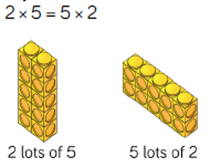 2 × 5 = 5 × 2
2 lots of 5
5 lots of 2